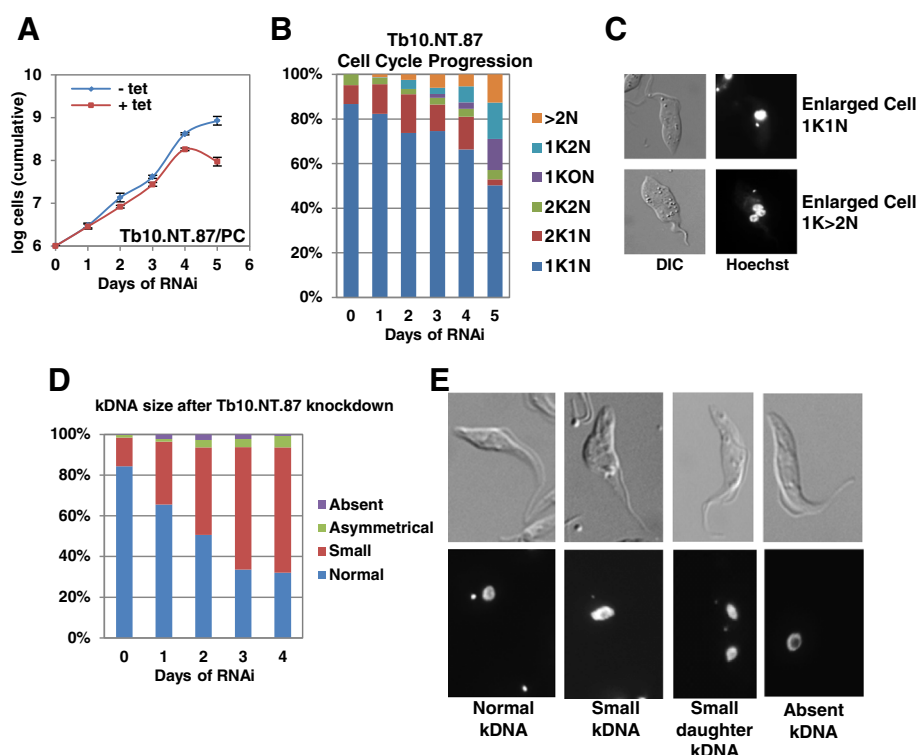 A
log cells (cumulative)
10
9
8
7
6
- tet
+ tet
Tb10.NT.87/PC
0 1 2 3 4 5 6
Days of RNAi
B
Tb10.NT.87
Cell Cycle Progression
100%
80%
60%
40%
20%
0%
0 1 2 3 4 5
Days of RNAi
>2N
1K2N
1KON
2K2N
2K1N
1K1N
C
Enlarged Cell
1K1N
Enlarged Cell
1K>2N
DIC
Hoechst
D
kDNA size after Tb10.NT.87 knockdown
100%
80%
60%
40%
20%
0%
0 1 2 3 4
Days of RNAi
Absent
Asymmetrical
Small
Normal
E
Normal
kDNA
Small
kDNA
Small
daughter
kDNA
Absent
kDNA